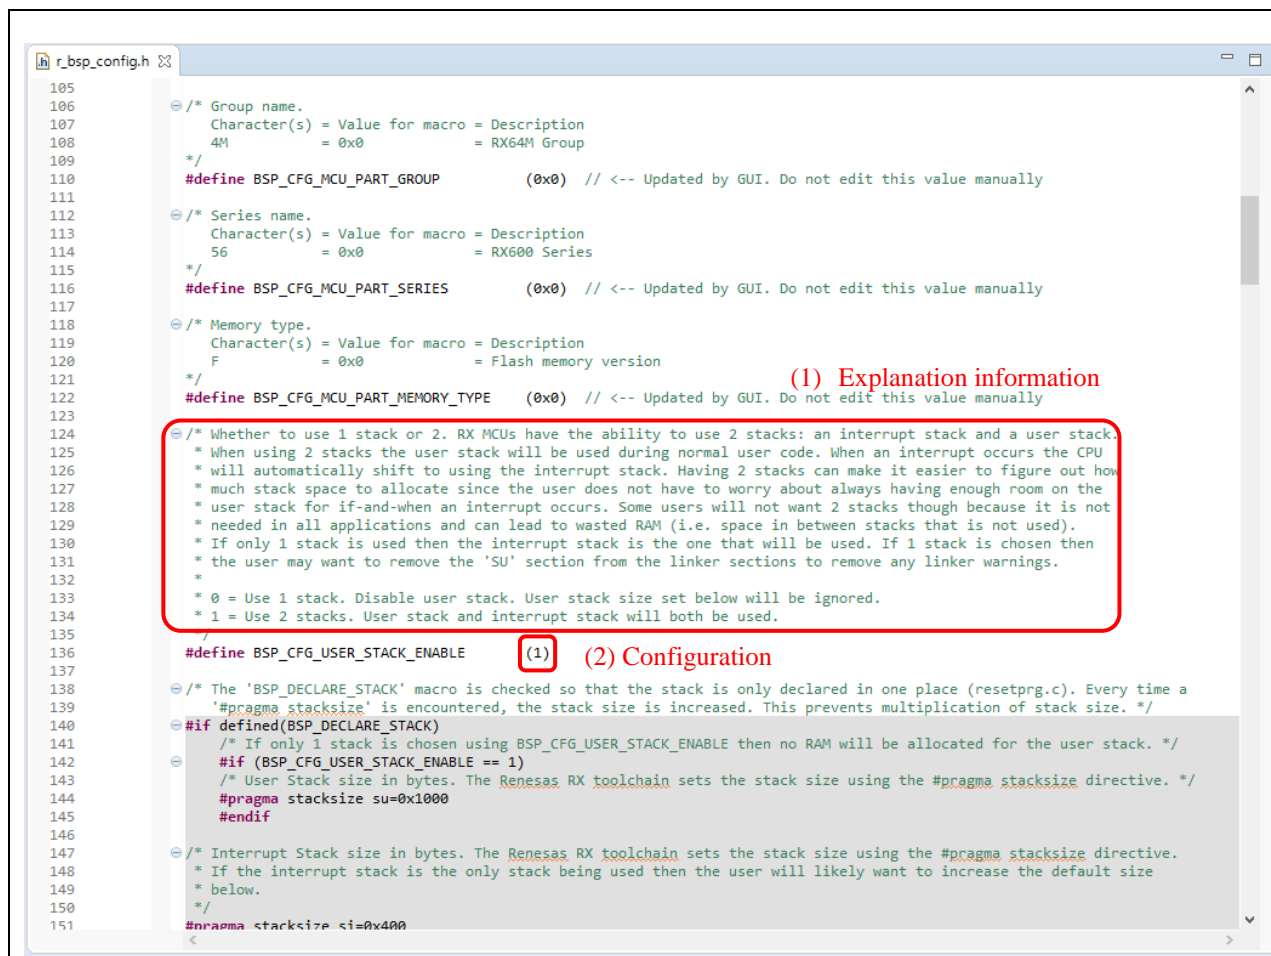 r_bsp_config.h
105
106 /* Group name.
107 Character(s) = Value for macro = Description
108 4M = 0x0 = RX64M Group
109 */
110 #define BSP_CFG_MCU_PART_GROUP (0x0) // <-- Updated by GUI. Do not edit this value manually
111
112 /* Series name.
113 Character(s) = Value for macro = Description
114 56 = 0x0 = RX600 Series
115 */
116 #define BSP_CFG_MCU_PART_SERIES (0x0) // <-- Updated by GUI. Do not edit this value manually
117
118 /* Memory type.
119 Character(s) = Value for macro = Description
120 F = 0x0 = Flash memory version
121 */
(1) Explanation information
122 #define BSP_CFG_MCU_PART_MEMORY_TYPE (0x0) // <-- Updated by GUI. Do not edit this value manually
123
124 /* Whether to use 1 stack or 2. RX MCUs have the ability to use 2 stacks: an interrupt stack and a user stack.
125 * When using 2 stacks the user stack will be used during normal user code. When an interrupt occurs the CPU
126 * will automatically shift to using the interrupt stack. Having 2 stacks can make it easier to figure out how
127 * much stack space to allocate since the user does not have to worry about always having enough room on the
128 * user stack for if-and-when an interrupt occurs. Some users will not want 2 stacks though because it is not
129 * needed in all applications and can lead to wasted RAM (i.e. space in between stacks that is not used).
130 * If only 1 stack is used then the interrupt stack is the one that will be used. If 1 stack is chosen then
131 * the user may want to remove the 'SU' section from the linker sections to remove any linker warnings.
132 *
133 * 0 = Use 1 stack. Disable user stack. User stack size set below will be ignored.
134 * 1 = Use 2 stacks. User stack and interrupt stack will both be used.
135 */
136 #define BSP_CFG_USER_STACK_ENABLE (1) (2) Configuration
137
138 /* The 'BSP_DECLARE_STACK' macro is checked so that the stack is only declared in one place (resetprg.c). Every time a
139 '#pragma stacksize' is encountered, the stack size is increased. This prevents multiplication of stack size. */
140 #if defined(BSP_DECLARE_STACK)
141 /* If only 1 stack is chosen using BSP_CFG_USER_STACK_ENABLE then no RAM will be allocated for the user stack. */
142 #if (BSP_CFG_USER_STACK_ENABLE == 1)
143 /* User Stack size in bytes. The Renesas RX toolchain sets the stack size using the #pragma stacksize directive. */
144 #pragma stacksize su=0x1000
145 #endif
146
147 /* Interrupt Stack size in bytes. The Renesas RX toolchain sets the stack size using the #pragma stacksize directive.
148 * If the interrupt stack is the only stack being used then the user will likely want to increase the default size
149 * below.
150 */
151 #pragma stacksize si=0x400